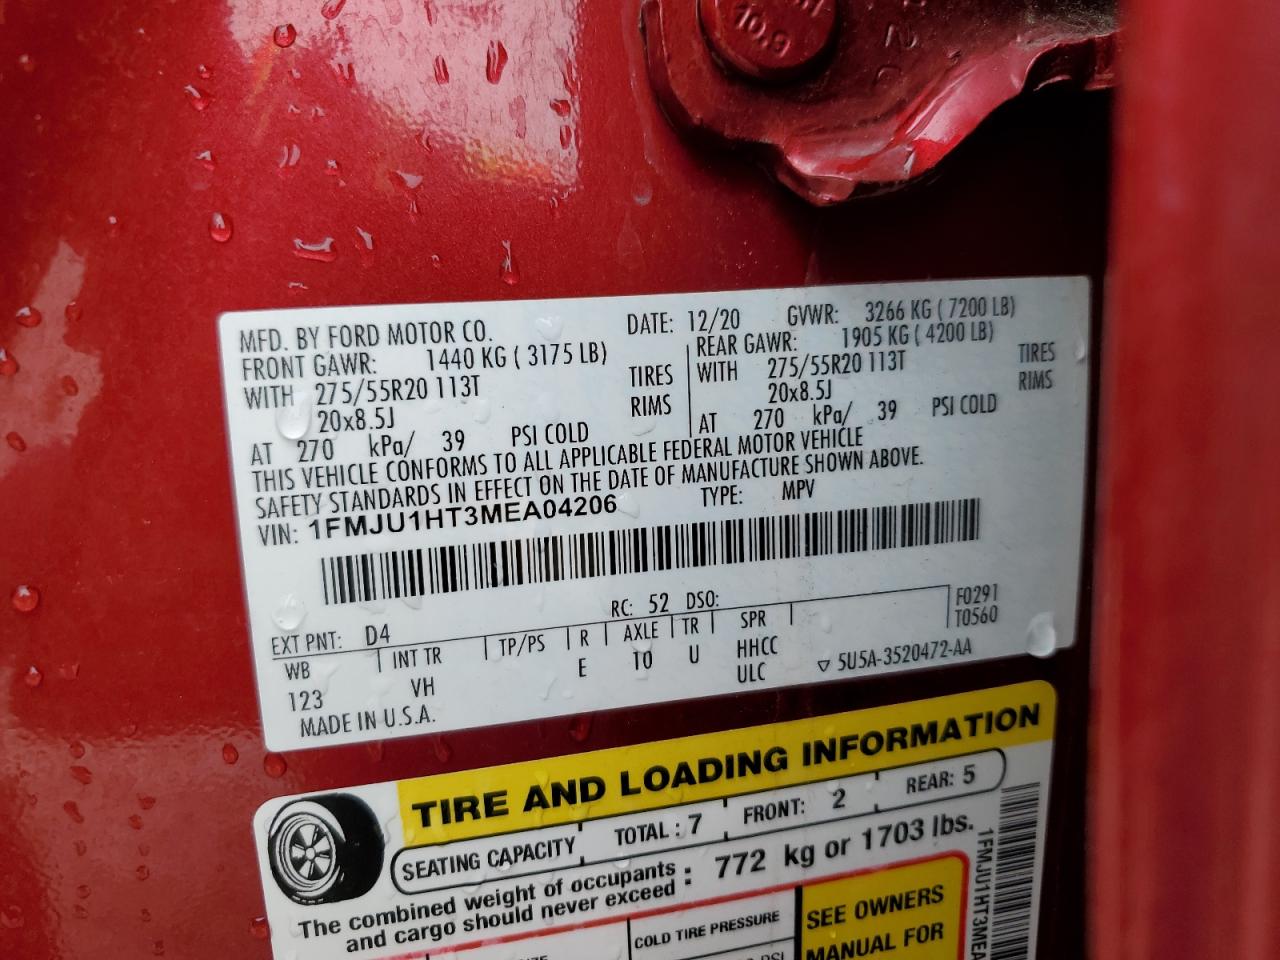 10.9
MFD. BY FORD MOTOR CO. DATE: 12/20 GVWR: 3266 KG ( 7200 LB)
FRONT GAWR: 1440 KG ( 3175 LB) REAR GAWR: 1905 KG ( 4200 LB)
WITH 275/55R20 113T TIRES WITH 275/55R20 113T TIRES
20x8.5J RIMS 20x8.5J RIMS
AT 270 kPa/ 39 PSI COLD AT 270 kPa/ 39 PSI COLD
THIS VEHICLE CONFORMS TO ALL APPLICABLE FEDERAL MOTOR VEHICLE
SAFETY STANDARDS IN EFFECT ON THE DATE OF MANUFACTURE SHOWN ABOVE.
VIN: 1FMJU1HT3MEA04206 TYPE: MPV
RC: 52 DSO: F0291
EXT PNT: D4 T0560
WB INT TR TP/PS R AXLE TR SPR
123 VH E T0 U HHCC
ULC ▽ 5U5A-3520472-AA
MADE IN U.S.A.
TIRE AND LOADING INFORMATION
SEATING CAPACITY TOTAL : 7 FRONT: 2 REAR: 5
The combined weight of occupants
and cargo should never exceed : 772 kg or 1703 lbs.
COLD TIRE PRESSURE
SEE OWNERS
MANUAL FOR
1FMJU1HT3MEA